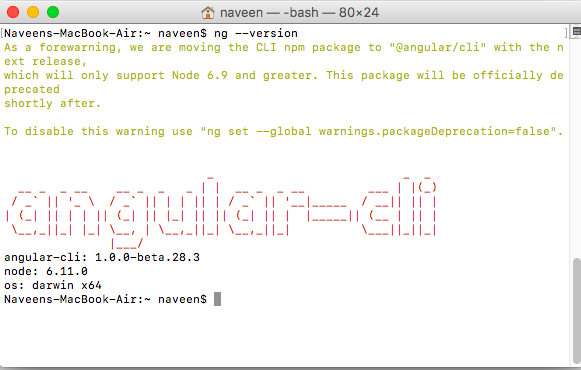 naveen — -bash — 80×24
[Naveens-MacBook-Air:~ naveen$ ng --version]
As a forewarning, we are moving the CLI npm package to "@angular/cli" with the n
ext release,
which will only support Node 6.9 and greater. This package will be officially de
precated
shortly after.
To disable this warning use "ng set --global warnings.packageDeprecation=false".
angular-cli
angular-cli: 1.0.0-beta.28.3
node: 6.11.0
os: darwin x64
Naveens-MacBook-Air:~ naveen$